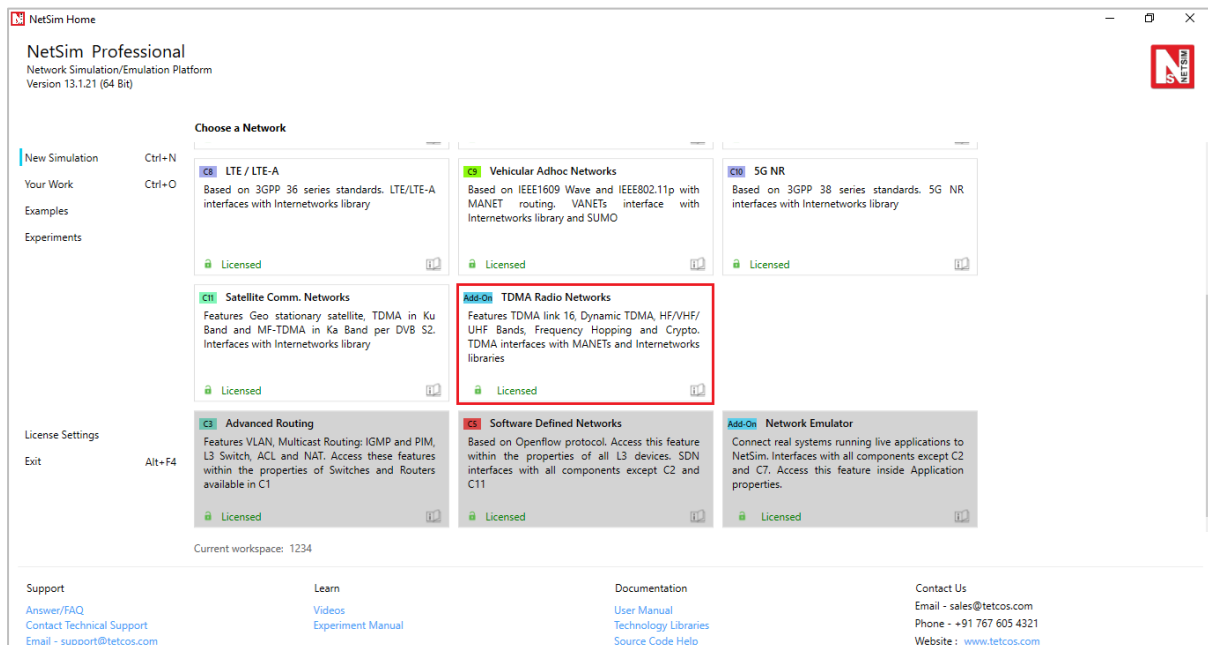 NetSim Home
NetSim Professional
Network Simulation/Emulation Platform
Version 13.1.21 (64 Bit)
NETSIM
Choose a Network
New Simulation Ctrl+N
Your Work Ctrl+O
Examples
Experiments
License Settings
Exit Alt+F4
C8 LTE / LTE-A
Based on 3GPP 36 series standards. LTE/LTE-A
interfaces with Internetworks library
Licensed
C9 Vehicular Adhoc Networks
Based on IEEE1609 Wave and IEEE802.11p with
MANET routing. VANETs interface with
Internetworks library and SUMO
Licensed
C10 5G NR
Based on 3GPP 38 series standards. 5G NR
interfaces with Internetworks library
Licensed
C11 Satellite Comm. Networks
Features Geo stationary satellite, TDMA in Ku
Band and MF-TDMA in Ka Band per DVB S2.
Interfaces with Internetworks library
Licensed
Add-On TDMA Radio Networks
Features TDMA link 16, Dynamic TDMA, HF/VHF/
UHF Bands, Frequency Hopping and Crypto.
TDMA interfaces with MANETs and Internetworks
libraries
Licensed
C3 Advanced Routing
Features VLAN, Multicast Routing: IGMP and PIM,
L3 Switch, ACL and NAT. Access these features
within the properties of Switches and Routers
available in C1
Licensed
C5 Software Defined Networks
Based on Openflow protocol. Access this feature
within the properties of all L3 devices. SDN
interfaces with all components except C2 and
C11
Licensed
Add-On Network Emulator
Connect real systems running live applications to
NetSim. Interfaces with all components except C2
and C7. Access this feature inside Application
properties.
Licensed
Current workspace: 1234
Support
Answer/FAQ
Contact Technical Support
Email - support@tetcos.com
Learn
Videos
Experiment Manual
Documentation
User Manual
Technology Libraries
Source Code Help
Contact Us
Email - sales@tetcos.com
Phone - +91 767 605 4321
Website : www.tetcos.com